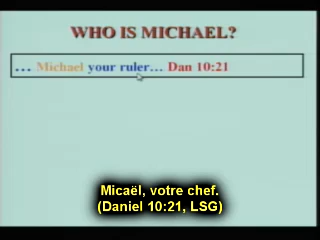 WHO IS MICHAEL?
... Michael your ruler... Dan 10:21
Micaël, votre chef.
(Daniel 10:21, LSG)